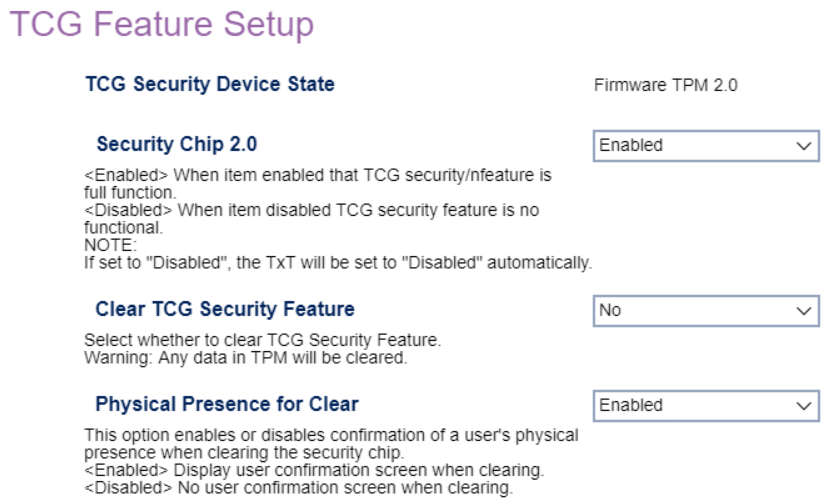 TCG Feature Setup
TCG Security Device State
Firmware TPM 2.0
Security Chip 2.0
Enabled
<Enabled> When item enabled that TCG security/nfeature is
full function.
<Disabled> When item disabled TCG security feature is no
functional.
NOTE:
If set to "Disabled", the TxT will be set to "Disabled" automatically.
Clear TCG Security Feature
No
Select whether to clear TCG Security Feature.
Warning: Any data in TPM will be cleared.
Physical Presence for Clear
Enabled
This option enables or disables confirmation of a user's physical
presence when clearing the security chip.
<Enabled> Display user confirmation screen when clearing.
<Disabled> No user confirmation screen when clearing.